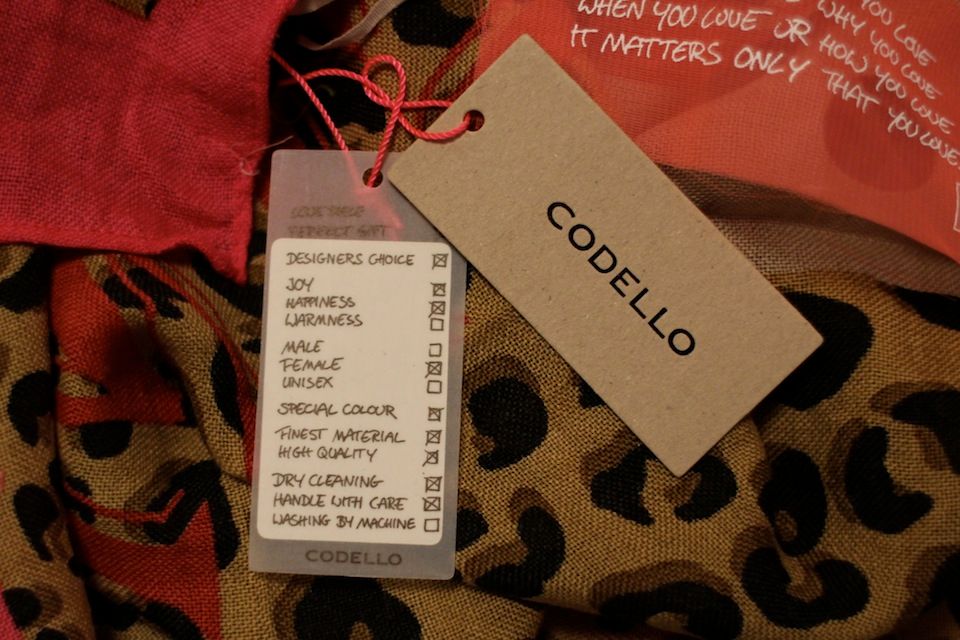 YOU LOVE
WHY YOU LOVE
WHEN YOU LOVE OR HOW YOU LOVE
IT MATTERS ONLY THAT YOU LOVE.
CODELLO
PERFECT GIFT
DESIGNERS CHOICE
JOY
HAPPINESS
WARMNESS
MALE
FEMALE
UNISEX
SPECIAL COLOUR
FINEST MATERIAL
HIGH QUALITY
DRY CLEANING
HANDLE WITH CARE
WASHING BY MACHINE
CODELLO